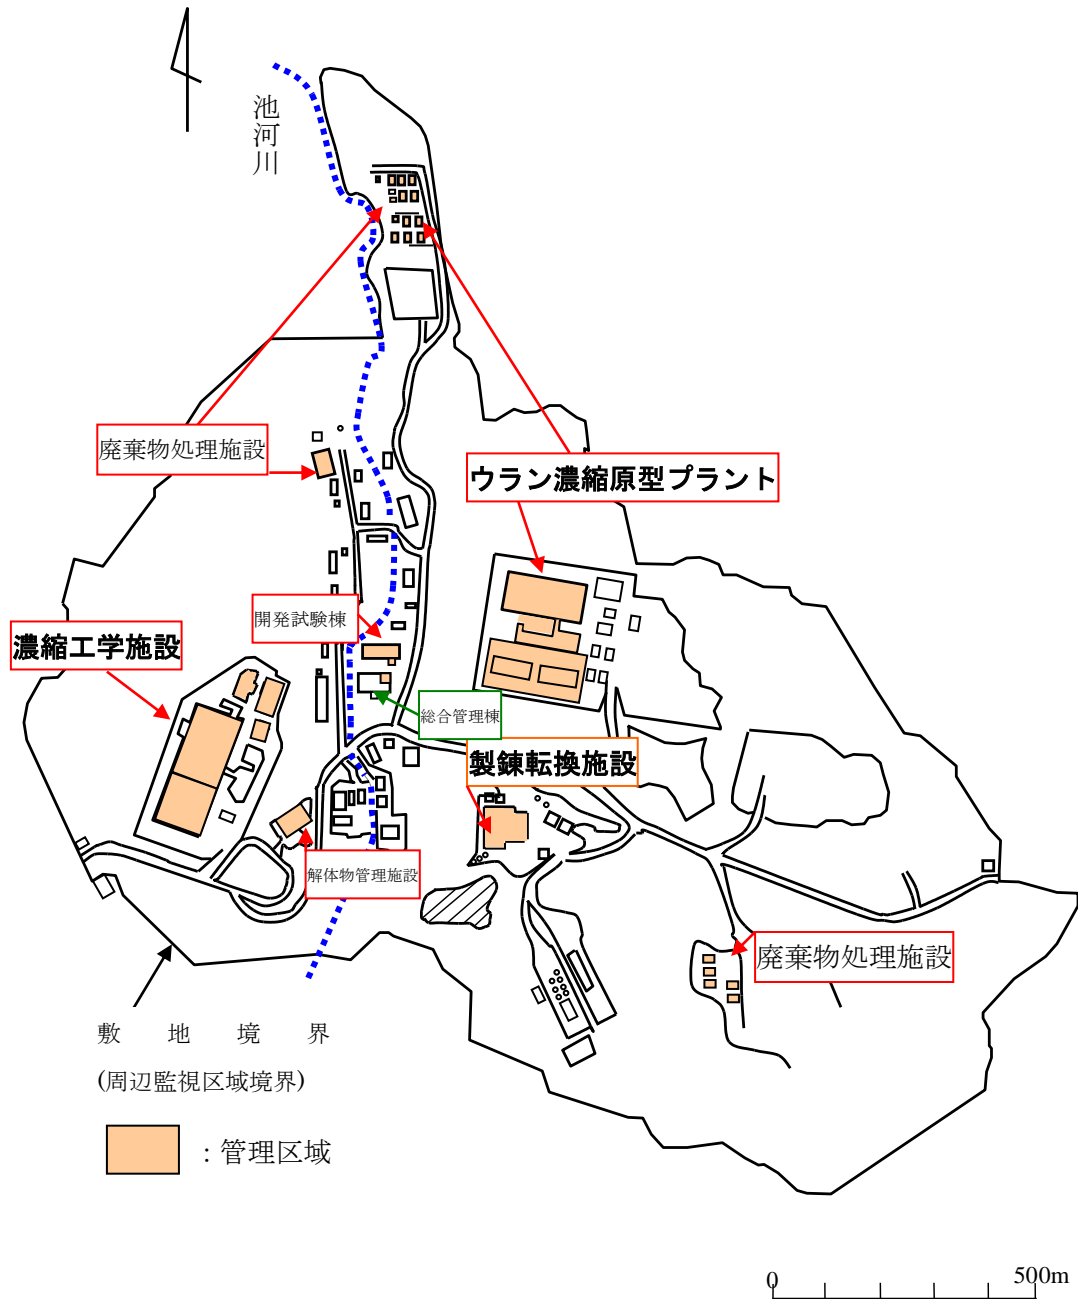 池河川
廃棄物処理施設
ウラン濃縮原型プラント
開発試験棟
濃縮工学施設
総合管理棟
製錬転換施設
解体物管理施設
廃棄物処理施設
敷地境界
(周辺監視区域境界)
：管理区域
0 500m